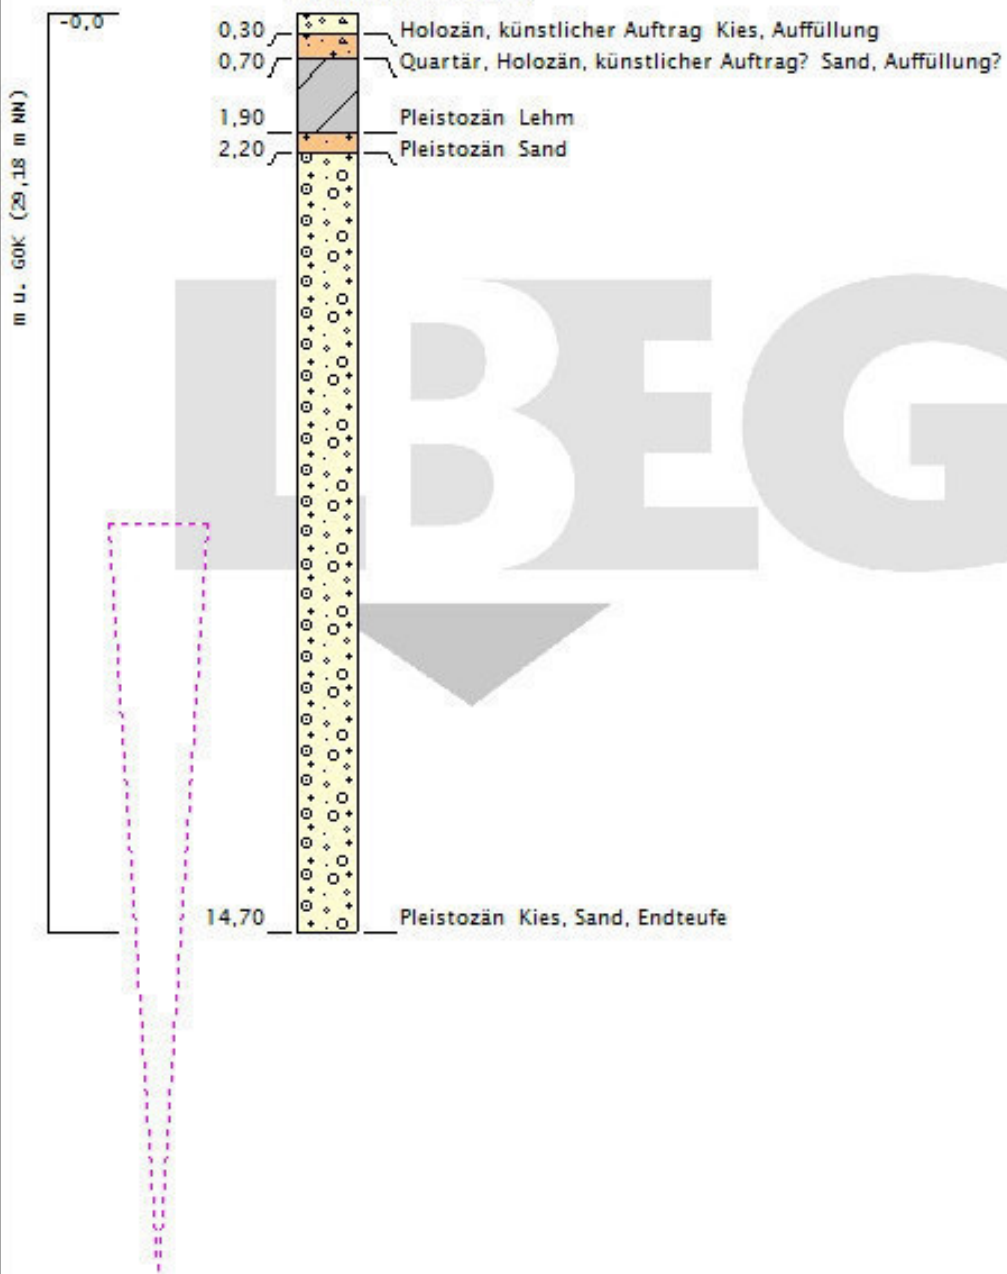 -0,0
m u. GOK (29,18 m NN)
0,30 Holozän, künstlicher Auftrag Kies, Auffüllung
0,70 Quartär, Holozän, künstlicher Auftrag? Sand, Auffüllung?
1,90 Pleistozän Lehm
2,20 Pleistozän Sand
LBEG
14,70 Pleistozän Kies, Sand, Endteufe